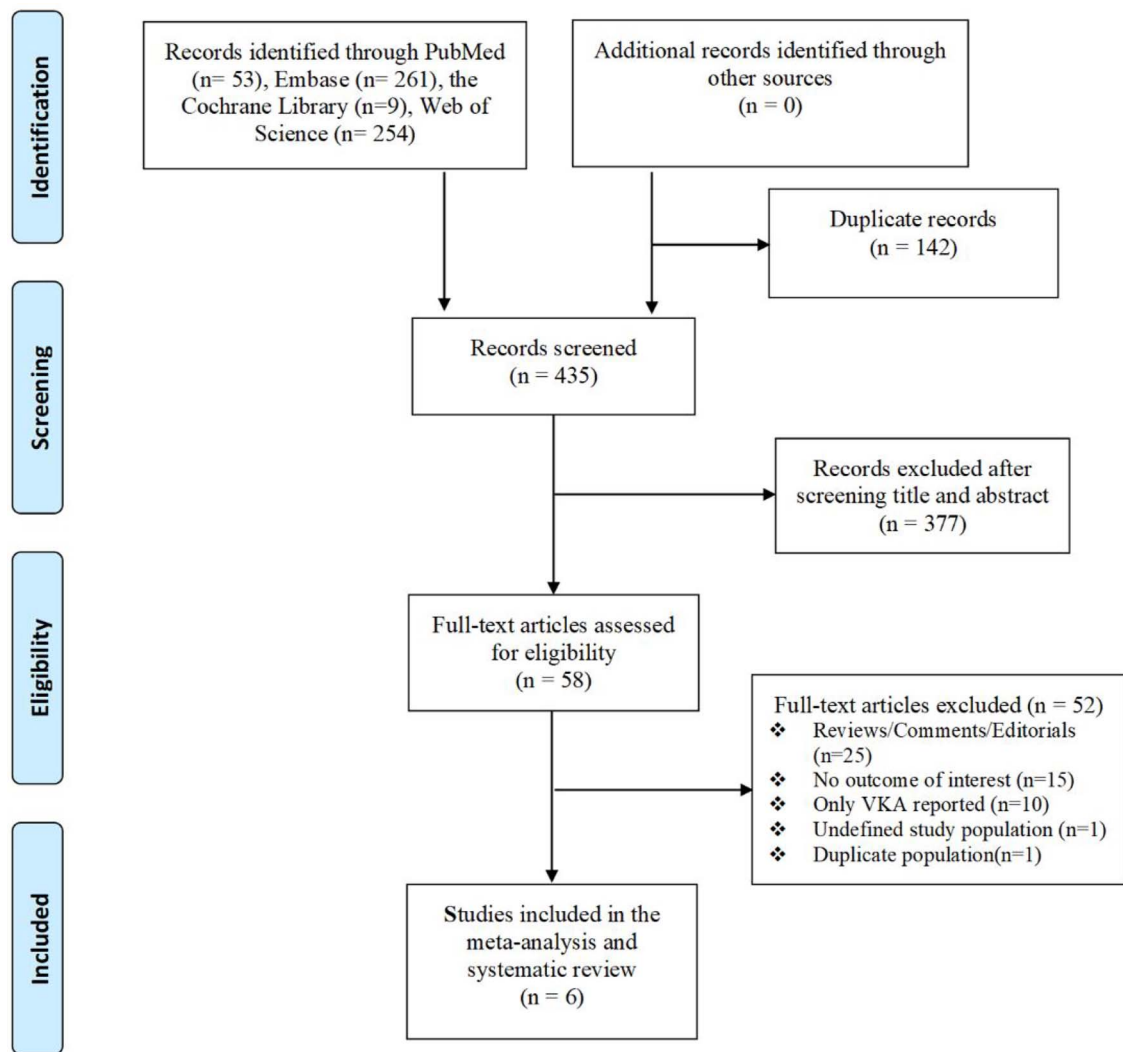 Identification
Records identified through PubMed
(n= 53), Embase (n= 261), the
Cochrane Library (n=9), Web of
Science (n= 254)
Additional records identified through
other sources
(n = 0)
Duplicate records
(n = 142)
Screening
Records screened
(n = 435)
Records excluded after
screening title and abstract
(n = 377)
Eligibility
Full-text articles assessed
for eligibility
(n = 58)
Full-text articles excluded (n = 52)
❖ Reviews/Comments/Editorials
(n=25)
❖ No outcome of interest (n=15)
❖ Only VKA reported (n=10)
❖ Undefined study population (n=1)
❖ Duplicate population(n=1)
Included
Studies included in the
meta-analysis and
systematic review
(n = 6)